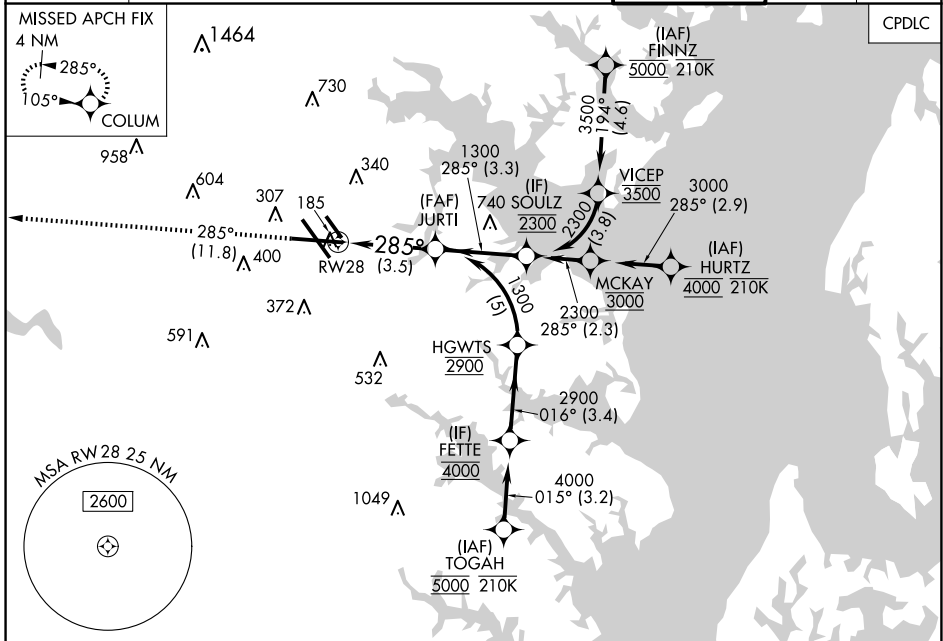 MISSED APCH FIX
4 NM
285°
105°
COLUM
CPDLC
1464
730
958
604
340
307
185
400
372
591
532
740
1049
(IAF)
FINNZ
5000 210K
3500
194°
(4.6)
VICEP
3500
2300
(3.8)
3000
285° (2.9)
(IAF)
HURTZ
4000 210K
MCKAY
3000
2300
285° (2.3)
(IF)
SOULZ
2300
1300
285° (3.3)
(FAF)
JURTI
285°
(3.5)
RW28
285°
(11.8)
1300
(5)
HGWTS
2900
2900
016° (3.4)
(IF)
FETTE
4000
4000
015° (3.2)
(IAF)
TOGAH
5000 210K
MSA RW 28 25 NM
2600